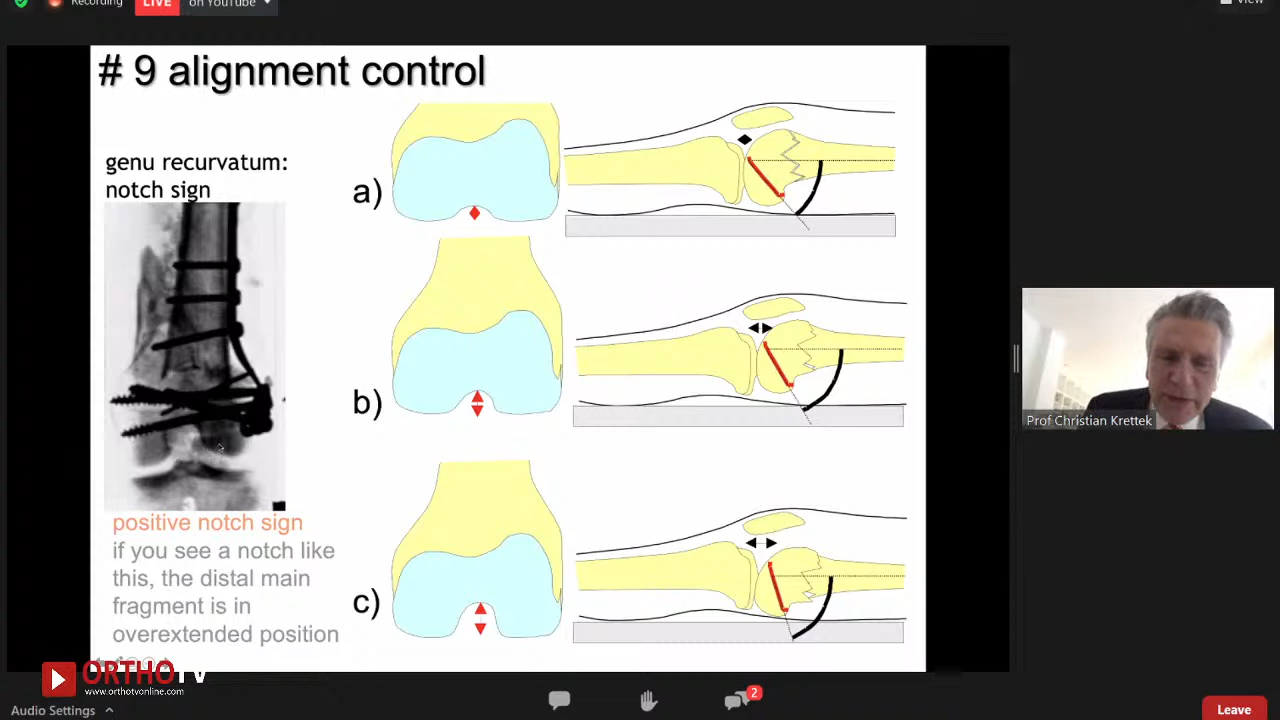 Recording
LIVE
on YouTube
View
# 9 alignment control
genu recurvatum:
notch sign
a)
b)
c)
positive notch sign
if you see a notch like
this, the distal main
fragment is in
overextended position
Prof Christian Krettek
ORTHOTV
www.orthotvonline.com
2
Audio Settings
Leave